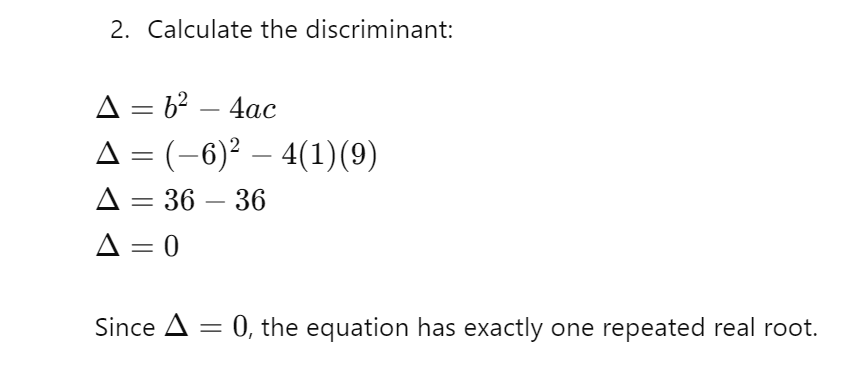 2. Calculate the discriminant:
Δ = b² − 4ac
Δ = (−6)² − 4(1)(9)
Δ = 36 − 36
Δ = 0
Since Δ = 0, the equation has exactly one repeated real root.